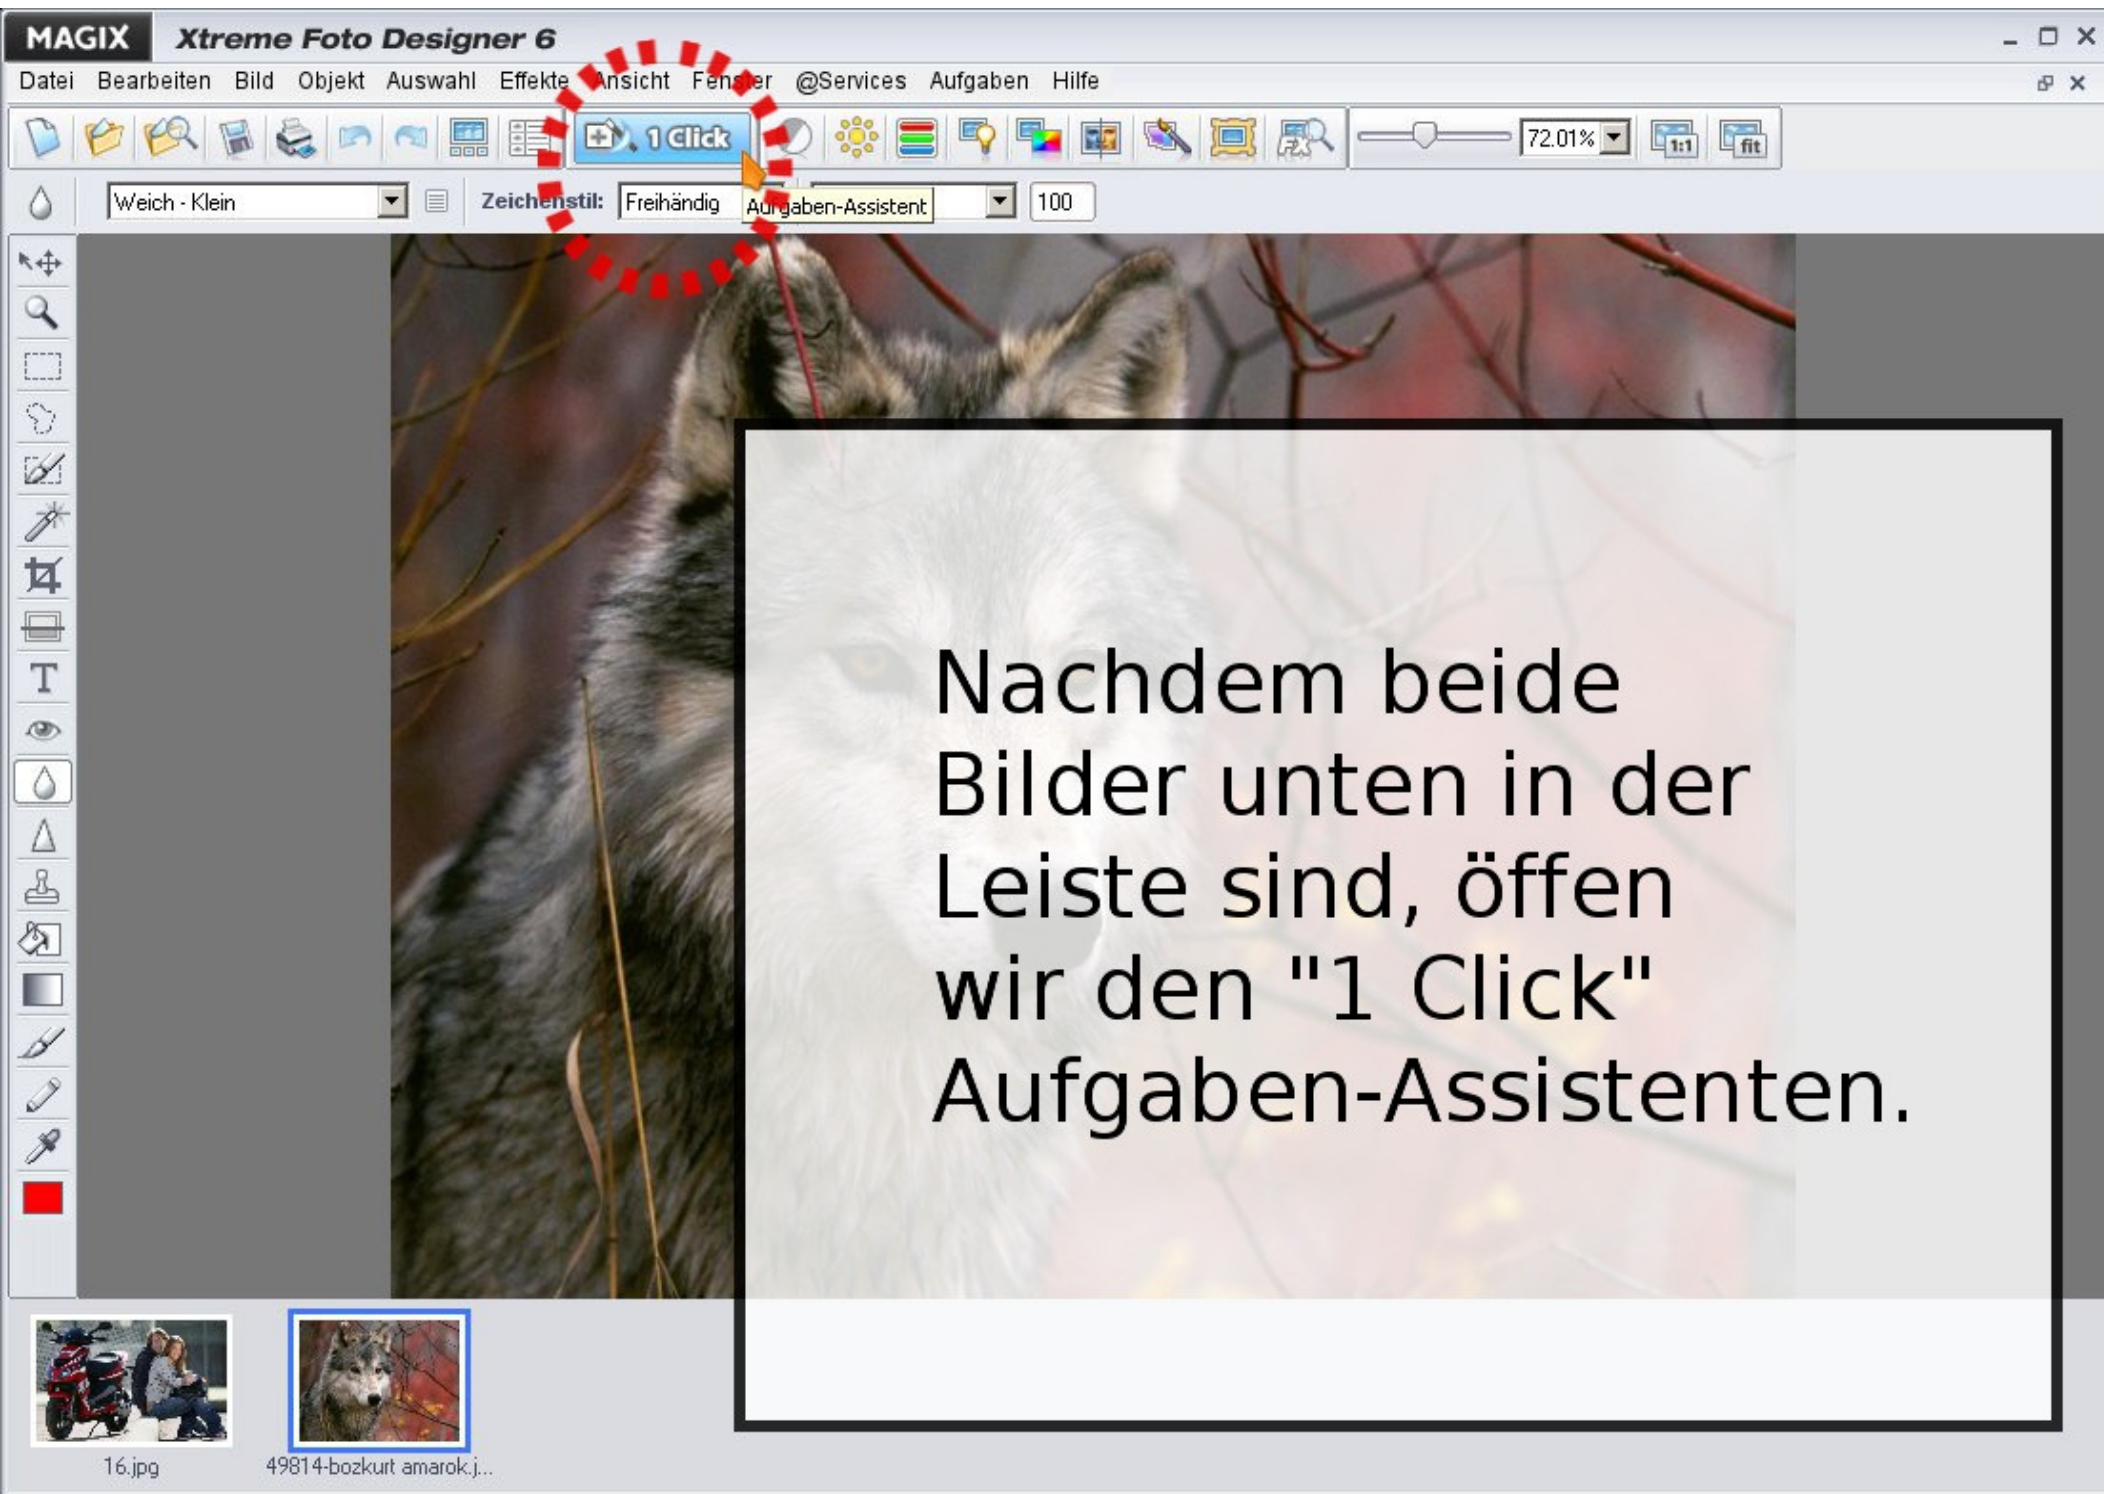 MAGIX Xtreme Foto Designer 6
Datei Bearbeiten Bild Objekt Auswahl Effekte Ansicht Fenster @Services Aufgaben Hilfe
1 Click 72.01% 1:1 fit
Weich - Klein Zeichenstil: Freihändig Aufgaben-Assistent 100
T
Nachdem beide
Bilder unten in der
Leiste sind, öffen
wir den "1 Click"
Aufgaben-Assistenten.
16.jpg 49814-bozkurt amarok.j...